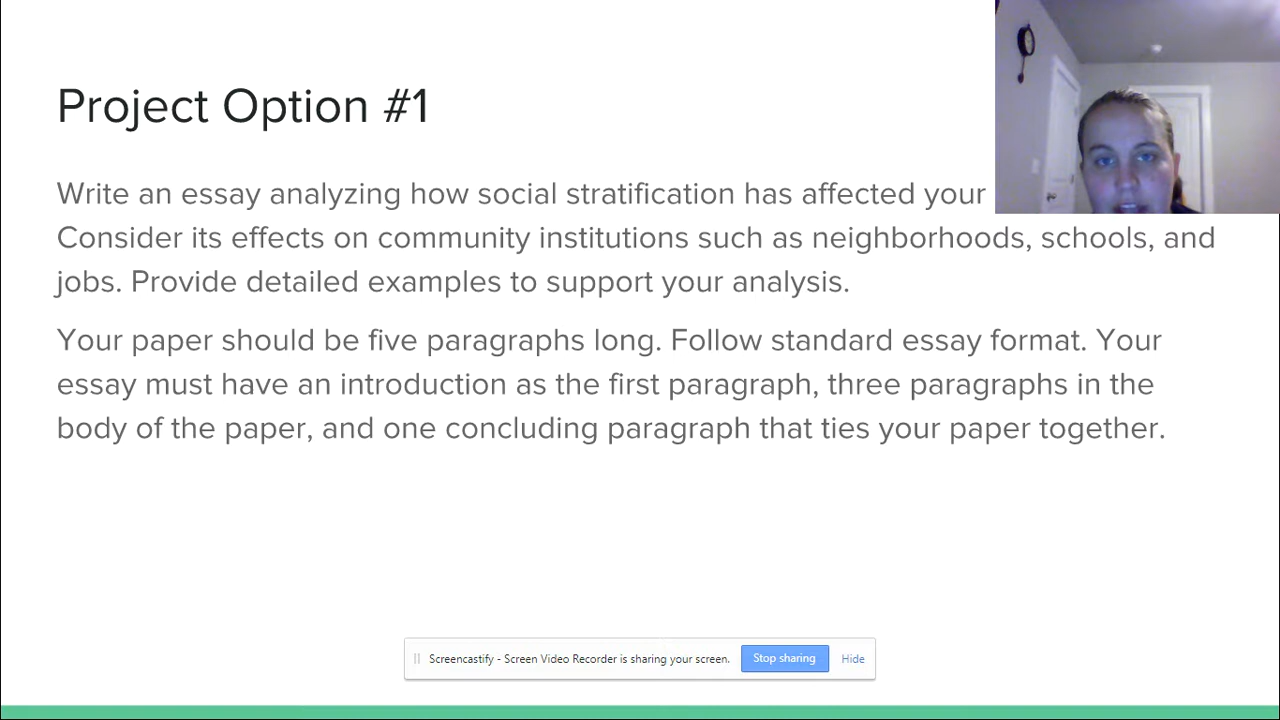 Project Option #1
Write an essay analyzing how social stratification has affected your
Consider its effects on community institutions such as neighborhoods, schools, and
jobs. Provide detailed examples to support your analysis.
Your paper should be five paragraphs long. Follow standard essay format. Your
essay must have an introduction as the first paragraph, three paragraphs in the
body of the paper, and one concluding paragraph that ties your paper together.
Screencastify - Screen Video Recorder is sharing your screen. Stop sharing Hide